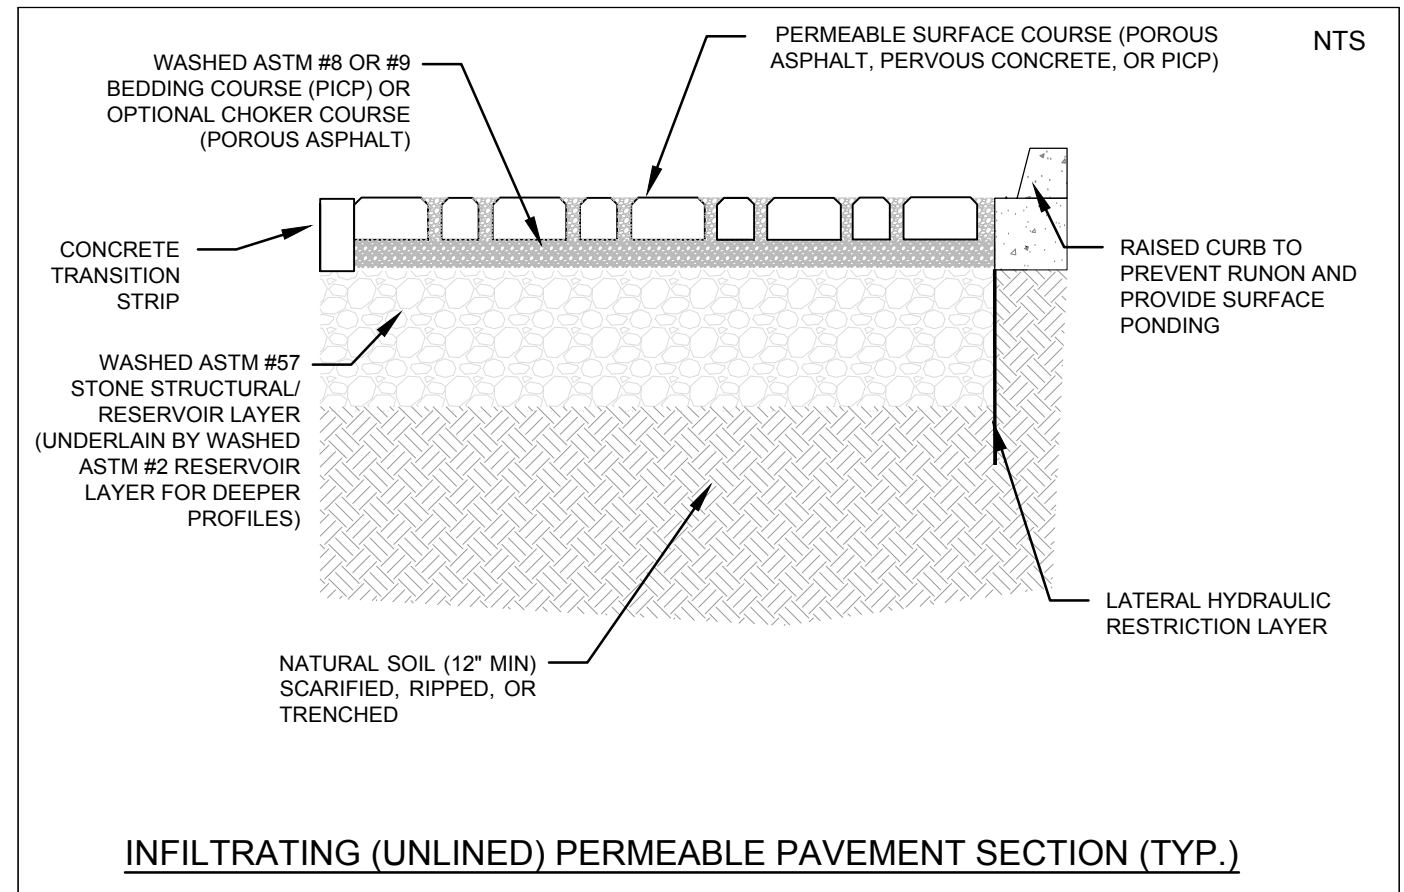 PERMEABLE SURFACE COURSE (POROUS
ASPHALT, PERVOUS CONCRETE, OR PICP)
NTS
WASHED ASTM #8 OR #9
BEDDING COURSE (PICP) OR
OPTIONAL CHOKER COURSE
(POROUS ASPHALT)
CONCRETE
TRANSITION
STRIP
RAISED CURB TO
PREVENT RUNON AND
PROVIDE SURFACE
PONDING
WASHED ASTM #57
STONE STRUCTURAL/
RESERVOIR LAYER
(UNDERLAIN BY WASHED
ASTM #2 RESERVOIR
LAYER FOR DEEPER
PROFILES)
LATERAL HYDRAULIC
RESTRICTION LAYER
NATURAL SOIL (12" MIN)
SCARIFIED, RIPPED, OR
TRENCHED
INFILTRATING (UNLINED) PERMEABLE PAVEMENT SECTION (TYP.)